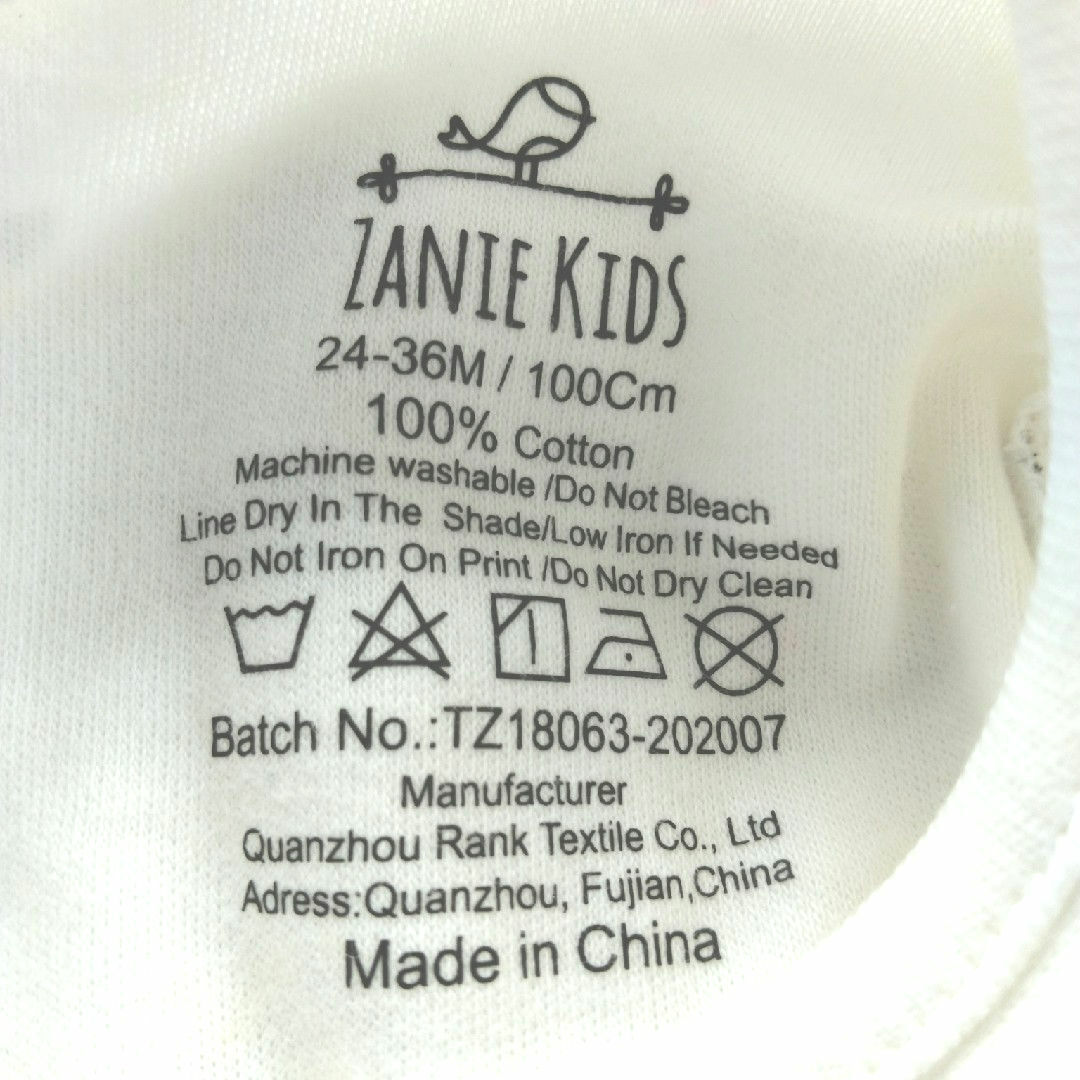 ZANIE KIDS
24-36M / 100Cm
100% Cotton
Machine washable /Do Not Bleach
Line Dry In The Shade/Low Iron If Needed
Do Not Iron On Print /Do Not Dry Clean
Batch No.:TZ18063-202007
Manufacturer
Quanzhou Rank Textile Co., Ltd
Adress:Quanzhou, Fujian,China
Made in China